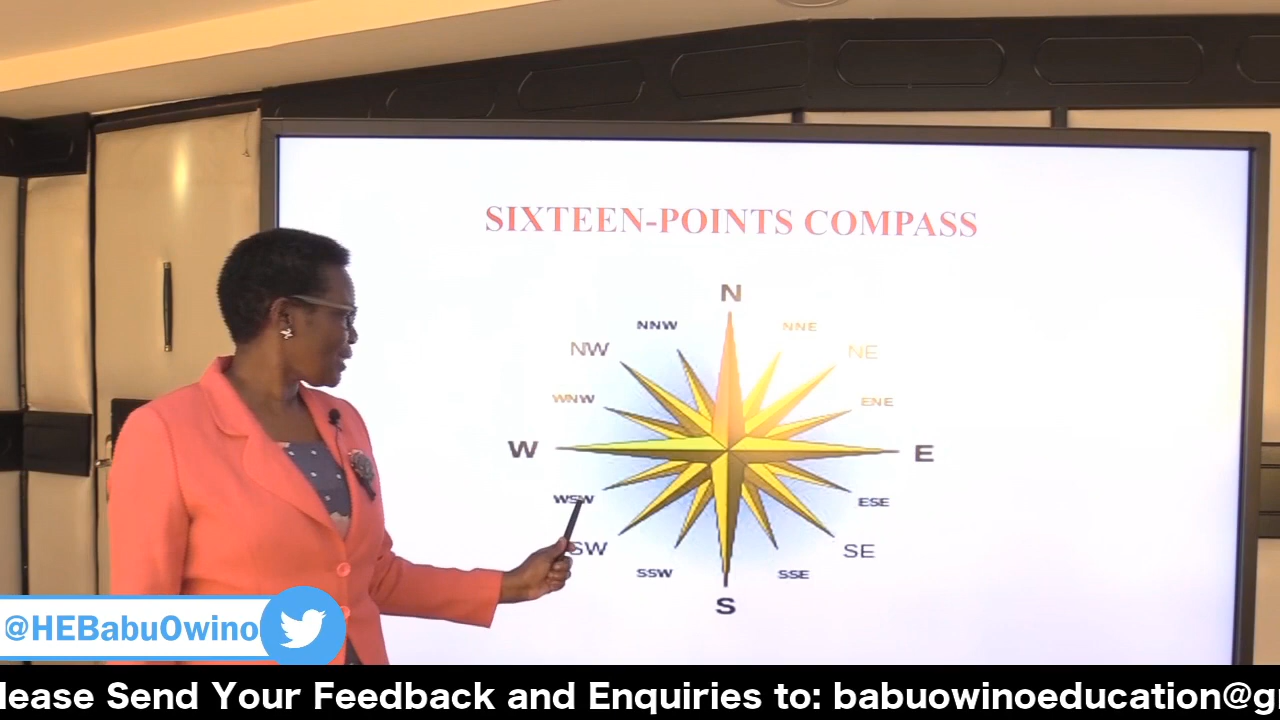 SIXTEEN-POINTS COMPASS
N
NNW
NNE
NW
NE
WNW
ENE
W
E
WSW
ESE
SW
SE
SSW
SSE
S
@HEBabuOwino
lease Send Your Feedback and Enquiries to: babuowinoeducation@g